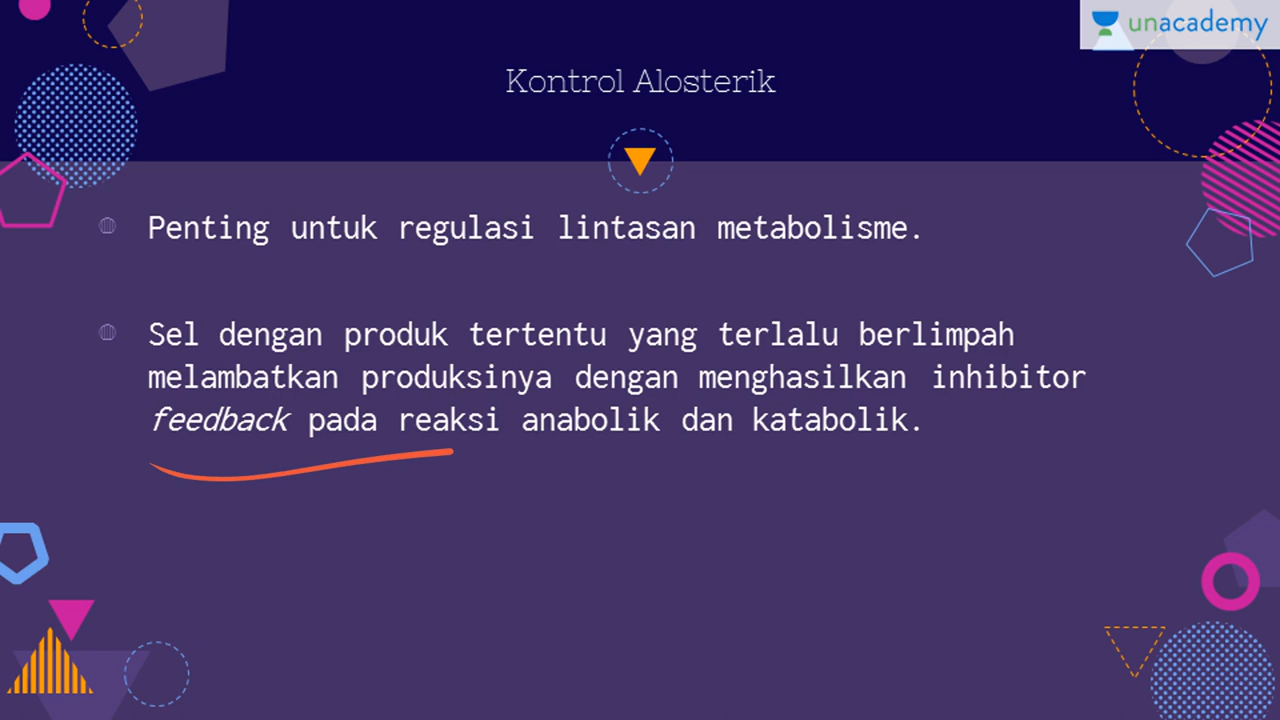 unacademy
Kontrol Alosterik
Penting untuk regulasi lintasan metabolisme.
Sel dengan produk tertentu yang terlalu berlimpah
melambatkan produksinya dengan menghasilkan inhibitor
feedback pada reaksi anabolik dan katabolik.